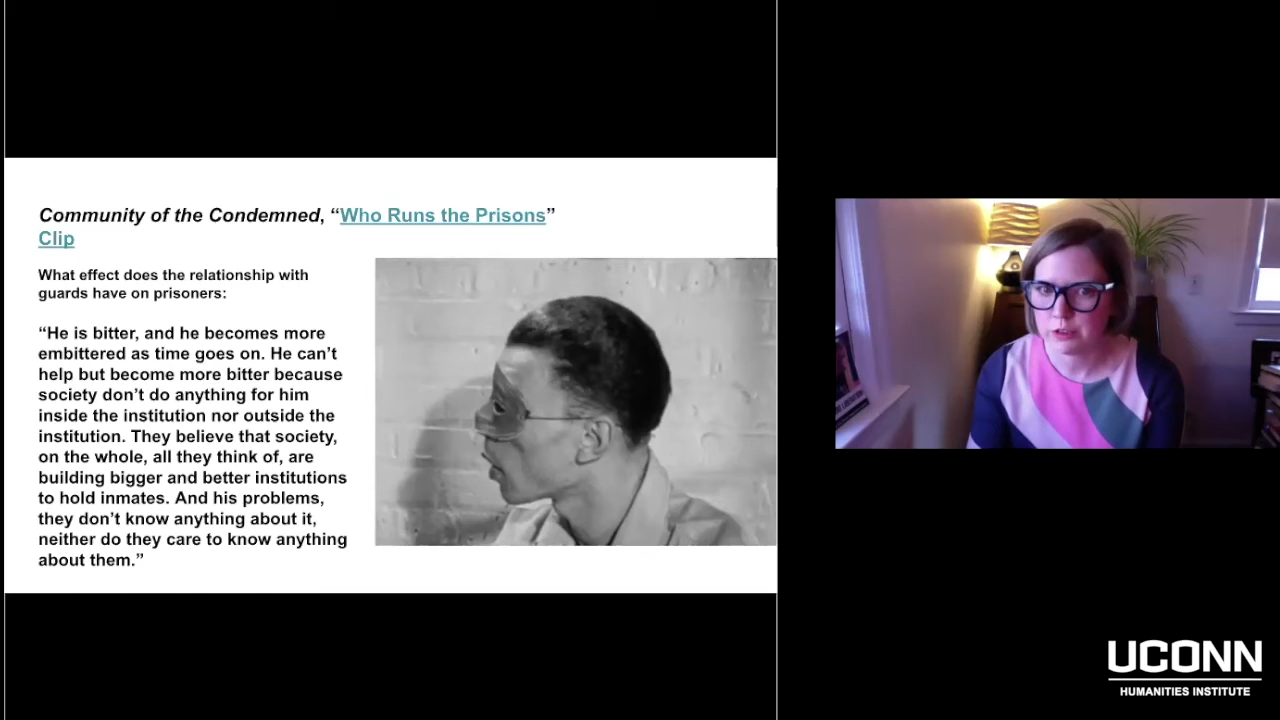 Community of the Condemned, “Who Runs the Prisons”
Clip
What effect does the relationship with
guards have on prisoners:
“He is bitter, and he becomes more
embittered as time goes on. He can’t
help but become more bitter because
society don’t do anything for him
inside the institution nor outside the
institution. They believe that society,
on the whole, all they think of, are
building bigger and better institutions
to hold inmates. And his problems,
they don’t know anything about it,
neither do they care to know anything
about them.”
UCONN
HUMANITIES INSTITUTE